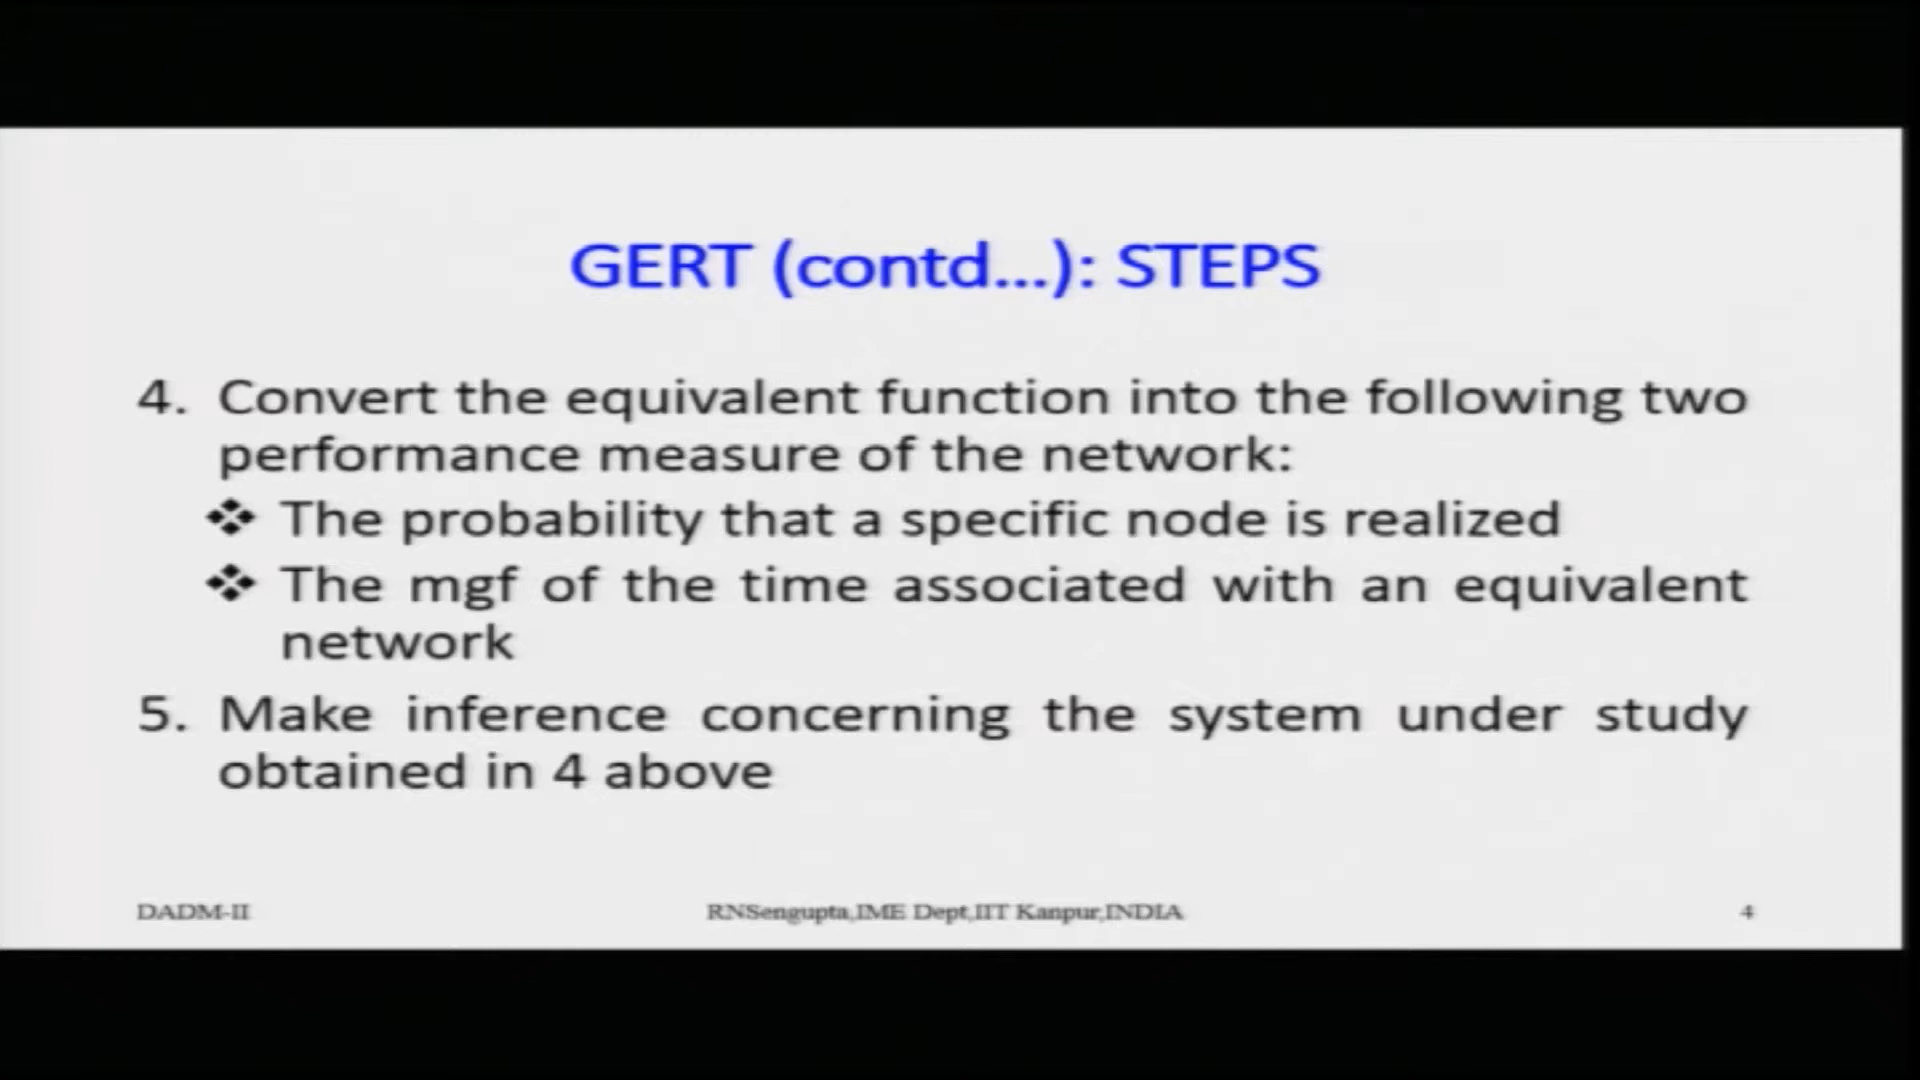 GERT (contd...): STEPS
4. Convert the equivalent function into the following two
performance measure of the network:
❖ The probability that a specific node is realized
❖ The mgf of the time associated with an equivalent
network
5. Make inference concerning the system under study
obtained in 4 above
DADM-II RNSengupta,IME Dept,IIT Kanpur,INDIA 4